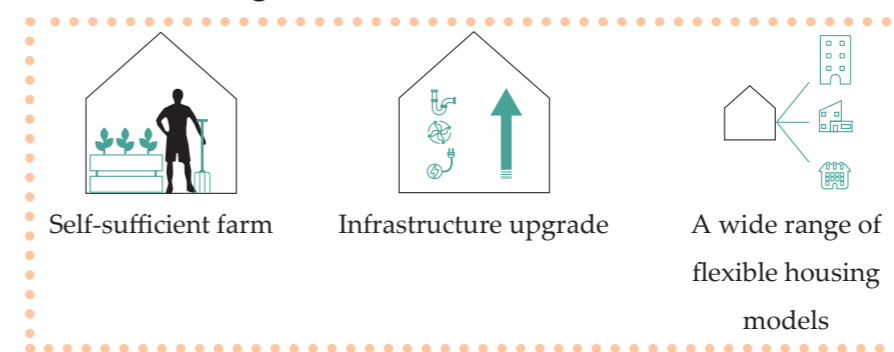 Self-sufficient farm
Infrastructure upgrade
A wide range of
flexible housing
models